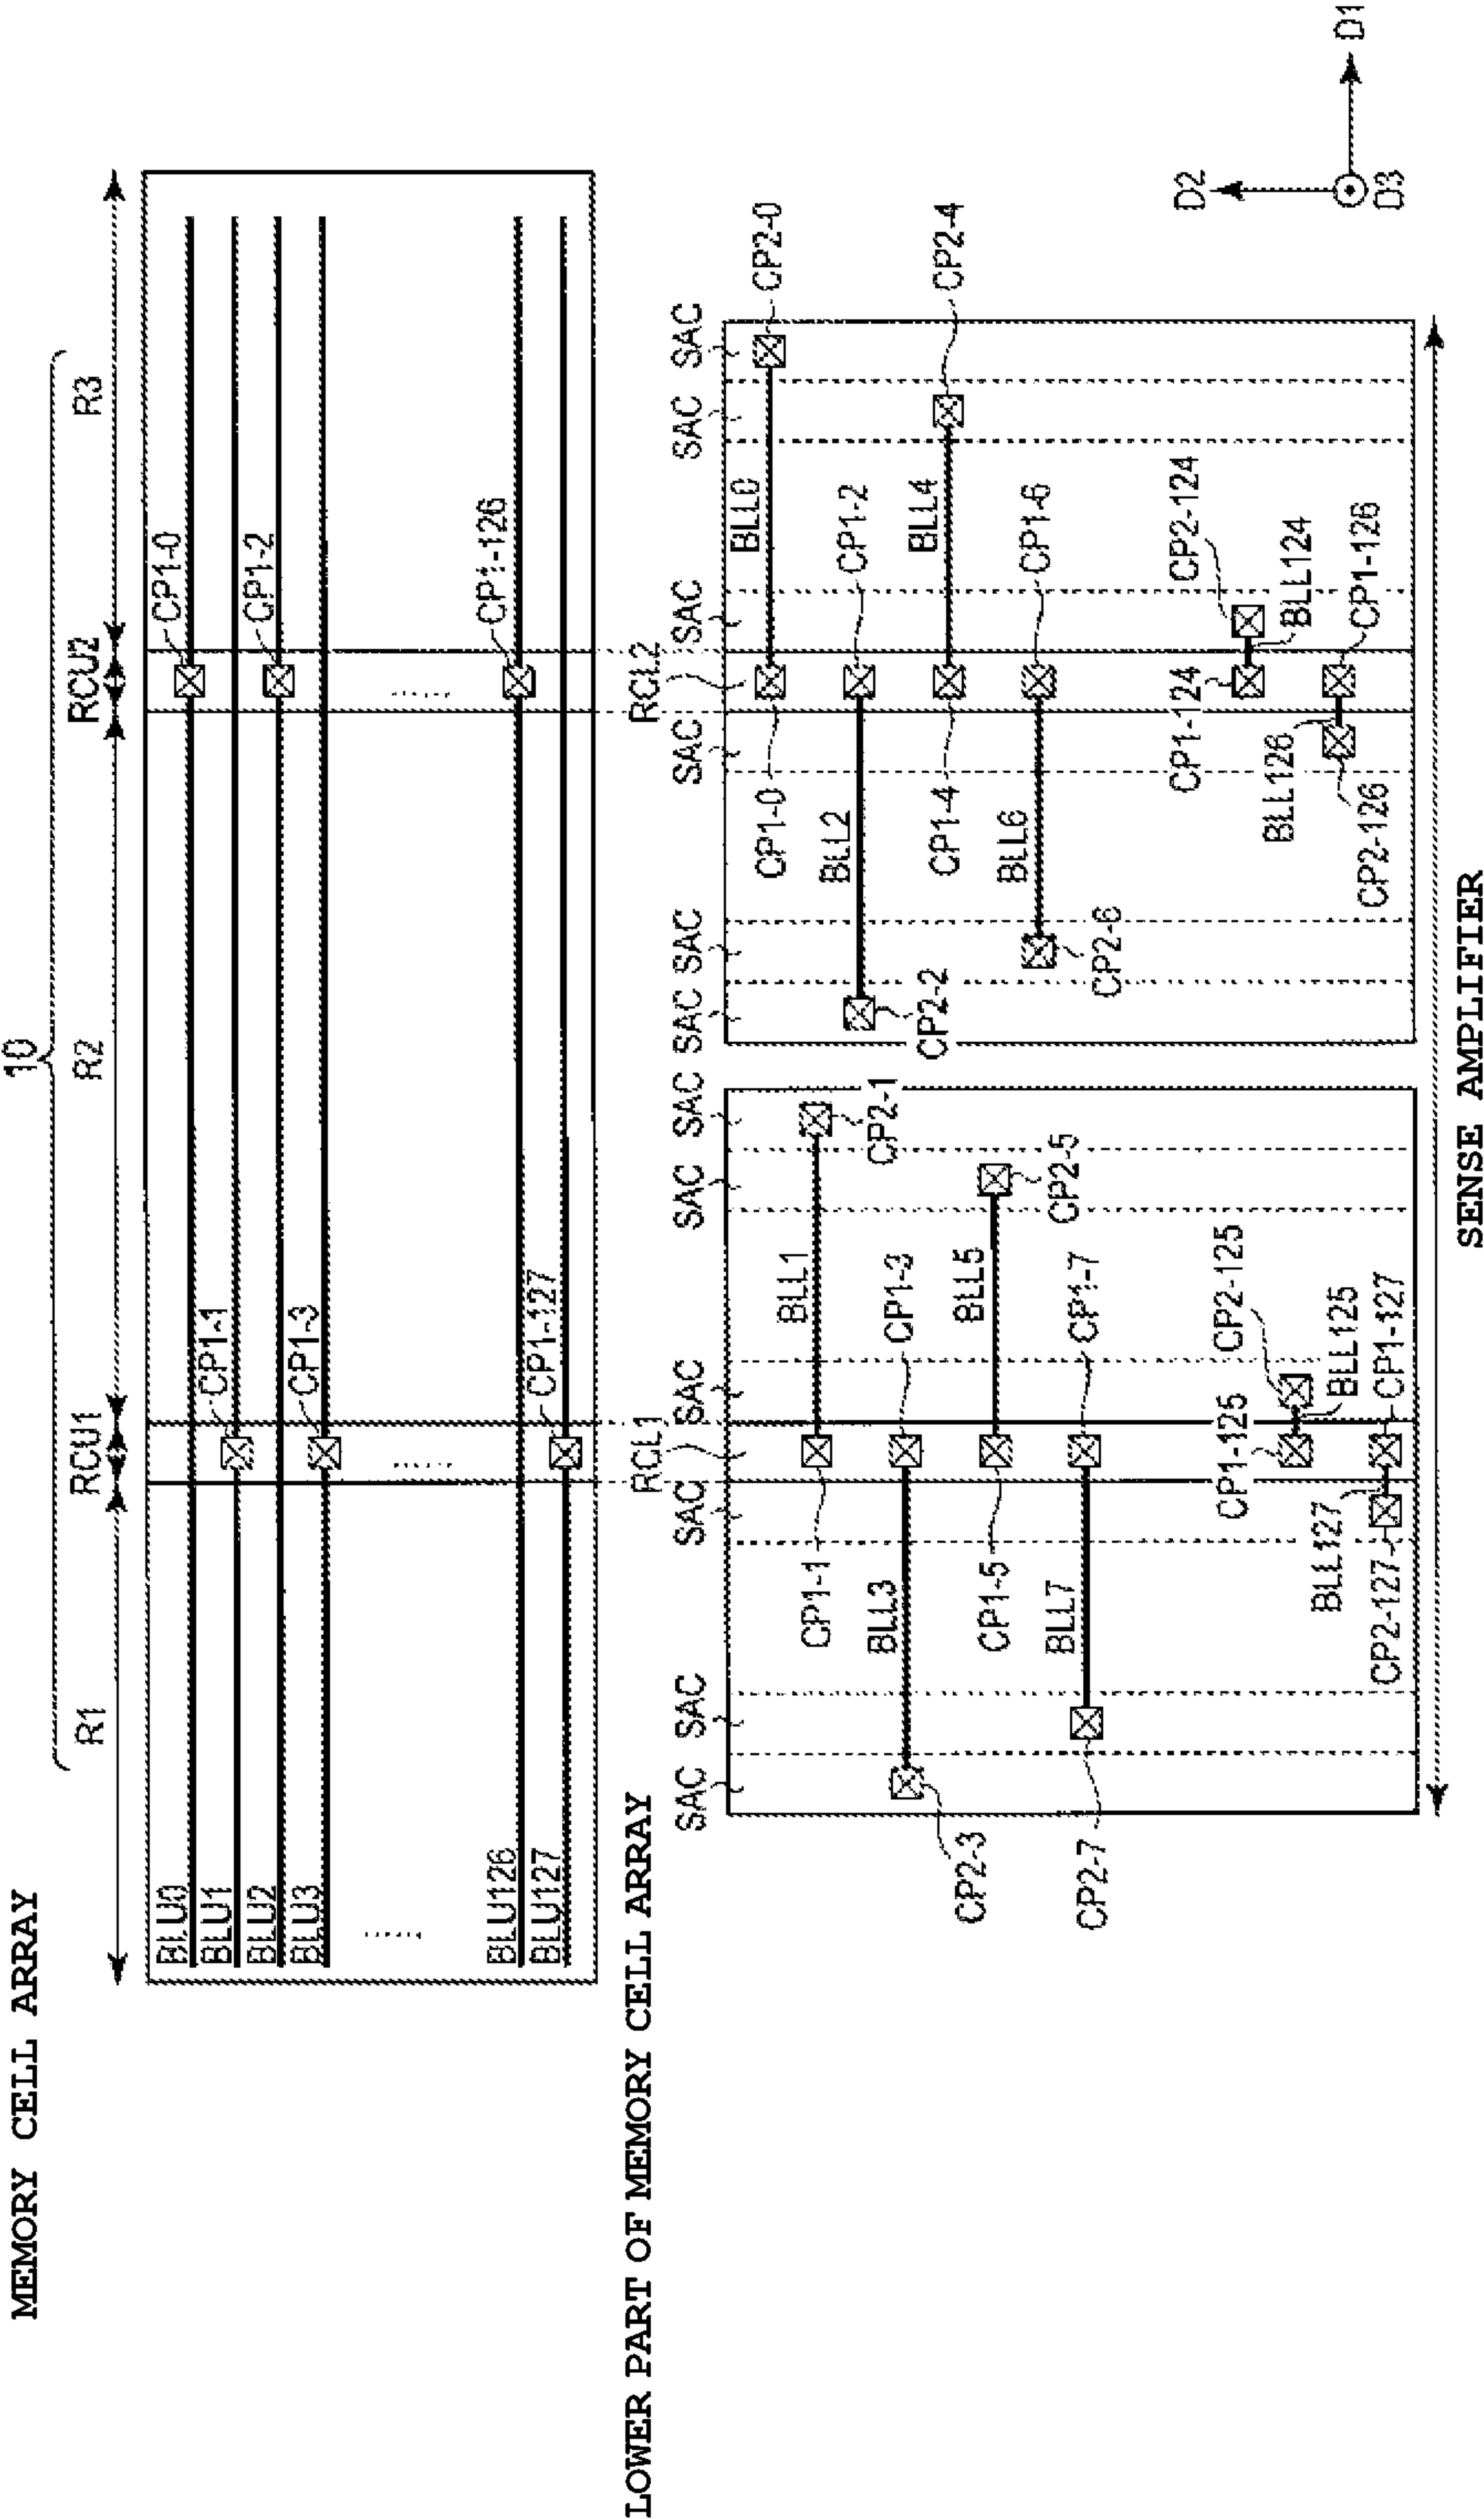 MEMORY CELL ARRAY
10
R1 RCU1 R2 RCU2 R3
BLU0 CP1-0
BLU1 CP1-1
BLU2 CP1-2
BLU3 CP1-3
..... ..... .....
BLU126 CP1-126
BLU127 CP1-127
LOWER PART OF MEMORY CELL ARRAY
RCL1 RCL2
SAC SAC SAC SAC SAC SAC SAC SAC SAC SAC SAC SAC
BLL0 CP2-0
CP1-0
BLL1 CP2-1
CP1-1
BLL2 CP1-2
CP2-2
BLL3 CP1-3
CP2-3
BLL4 CP2-4
CP1-4
BLL5 CP2-5
CP1-5
BLL6 CP1-6
CP2-6
BLL7 CP1-7
CP2-7
CP1-124 CP2-124
BLL124
CP1-125 CP2-125
BLL125
BLL126 CP1-126
CP2-126
BLL127 CP1-127
CP2-127
SENSE AMPLIFIER
D2
D3
D1